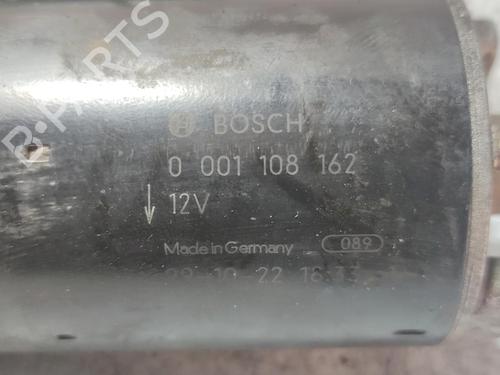 B-PARTS
BOSCH
0 001 108 162
12V
Made in Germany 089